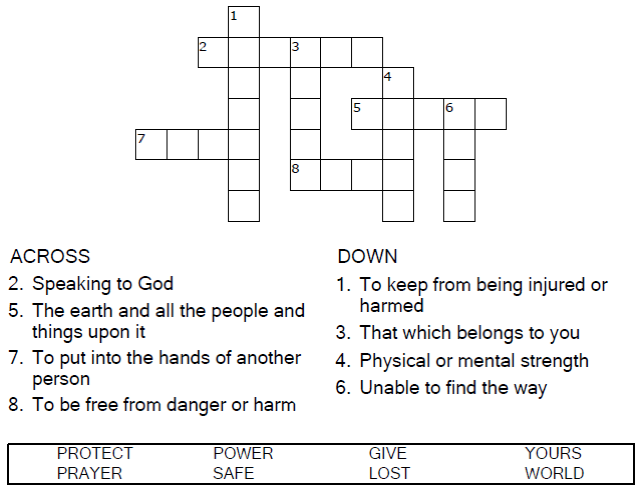 1
2 3
4
5 6
7
8
ACROSS
2. Speaking to God
5. The earth and all the people and
things upon it
7. To put into the hands of another
person
8. To be free from danger or harm
DOWN
1. To keep from being injured or
harmed
3. That which belongs to you
4. Physical or mental strength
6. Unable to find the way
PROTECT POWER GIVE YOURS
PRAYER SAFE LOST WORLD